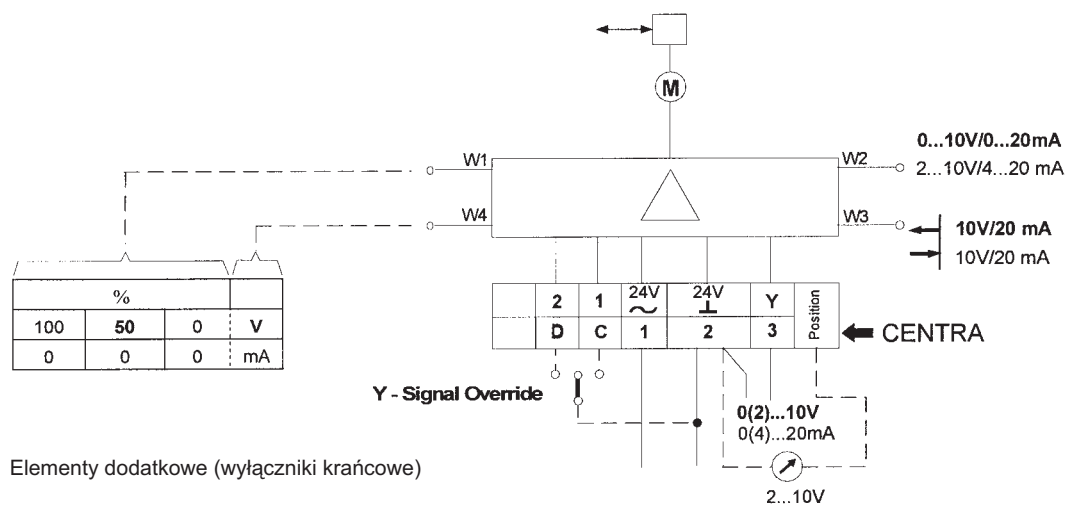 M
0...10V/0...20mA
W1
W2
2...10V/4...20 mA
W4
W3
10V/20 mA
10V/20 mA
%
100 50 0 V
0 0 0 mA
2 1 24V 24V Y Position
~ ⊥
D C 1 2 3
CENTRA
Y - Signal Override
0(2)...10V
0(4)...20mA
Elementy dodatkowe (wyłączniki krańcowe)
2...10V